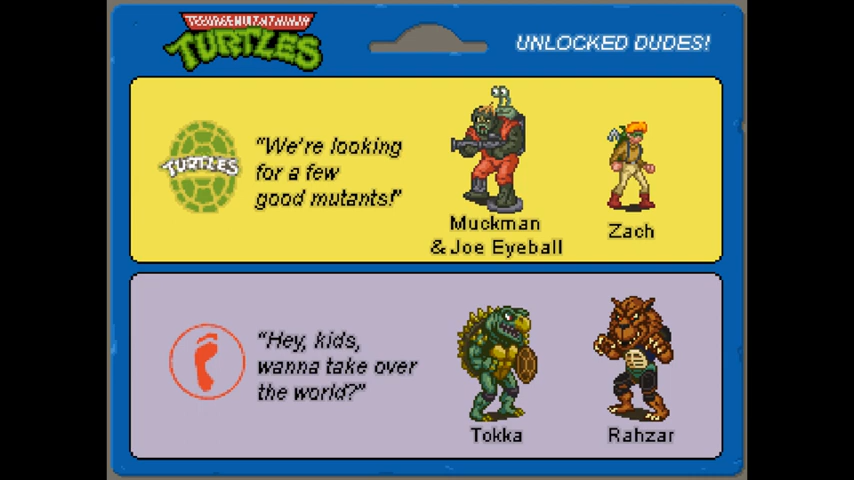 TEENAGE MUTANT NINJA
TURTLES
UNLOCKED DUDES!
TURTLES
"We're looking
for a few
good mutants!"
Muckman
& Joe Eyeball
Zach
"Hey, kids,
wanna take over
the world?"
Tokka
Rahzar